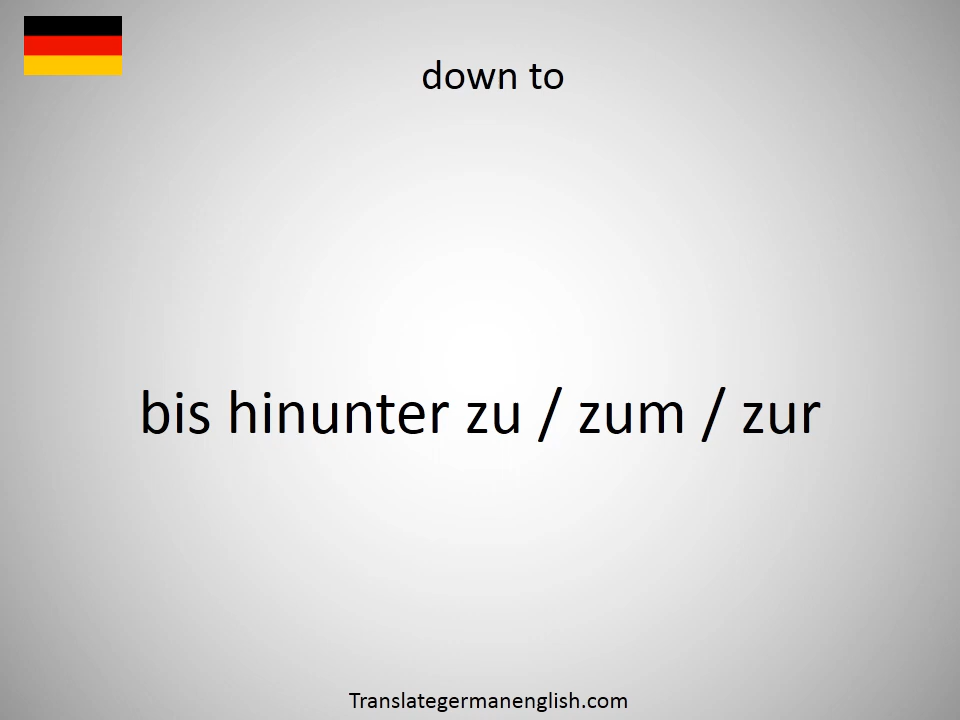 down to
bis hinunter zu / zum / zur
Translategermanenglish.com